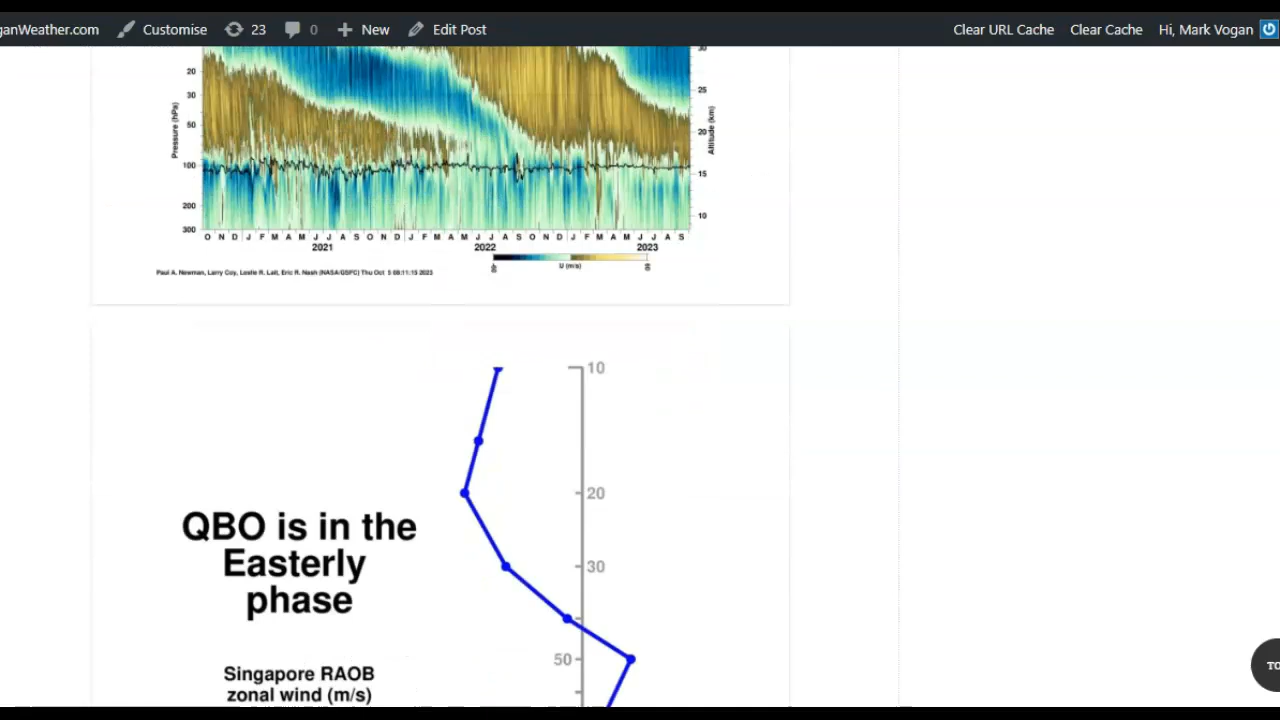 ganWeather.com Customise 23 0 New Edit Post Clear URL Cache Clear Cache Hi, Mark Vogan
30
20
25
30
Pressure (hPa)
50
20
Altitude (km)
100
15
200
10
300
O N D J F M A M J J A S O N D J F M A M J J A S O N D J F M A M J J A S
2021 2022 2023
U (m/s)
Paul A. Newman, Larry Coy, Leslie R. Lait, Eric R. Nash (NASA/GSFC) Thu Oct 5 08:11:15 2023
10
20
QBO is in the
Easterly
30
phase
50
Singapore RAOB
zonal wind (m/s)
TO